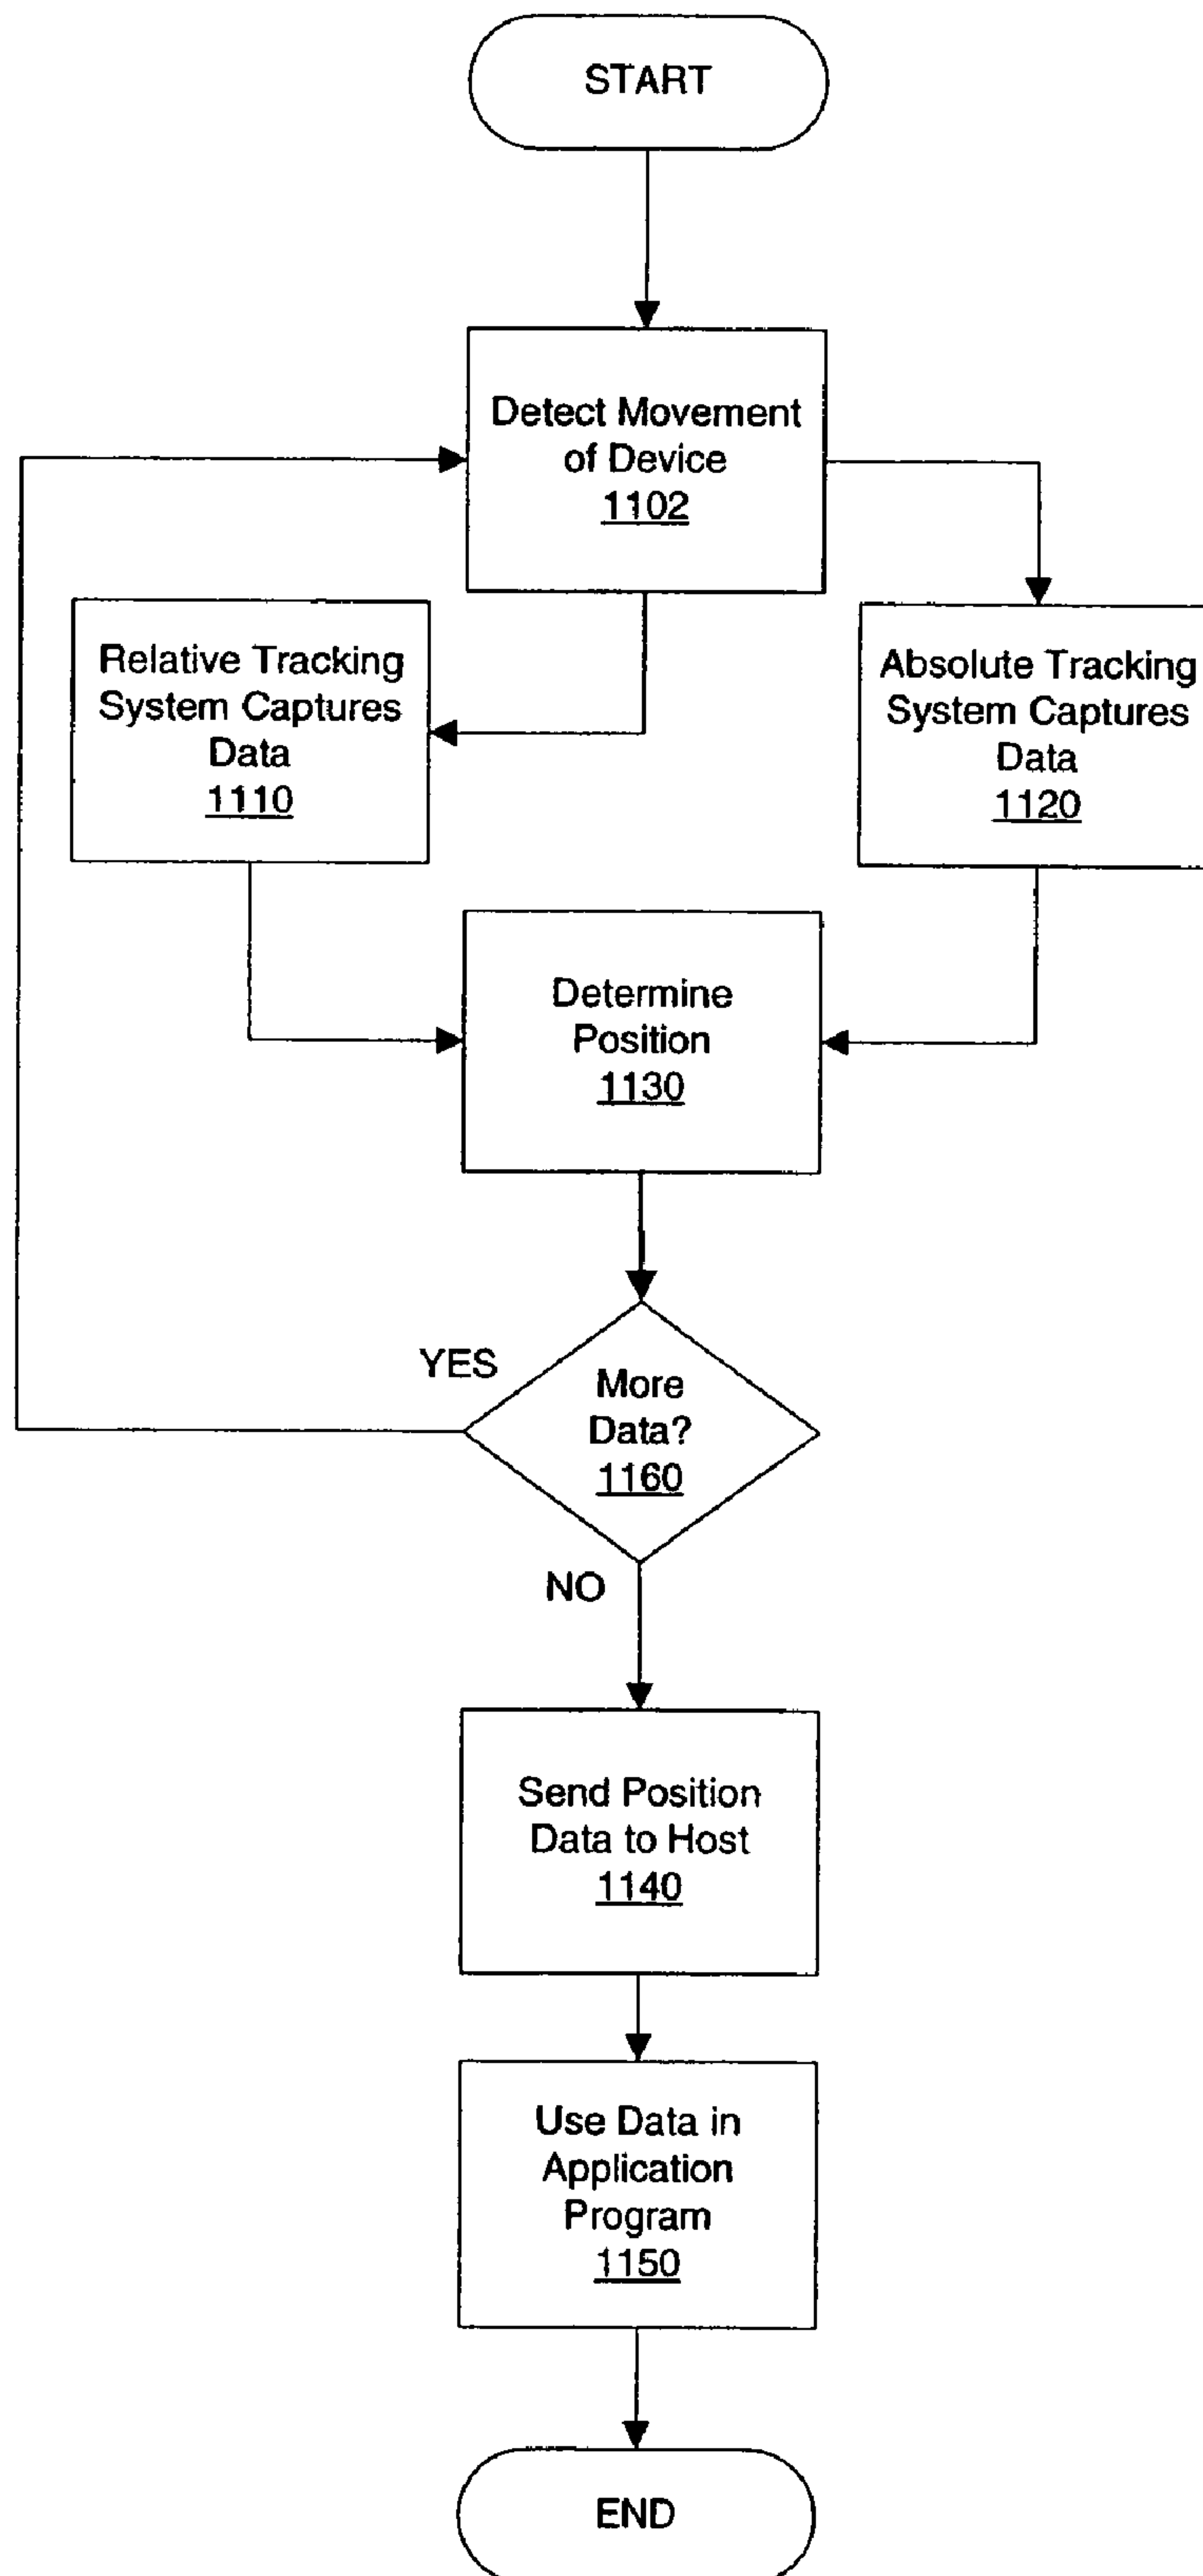 START
Detect Movement
of Device
1102
Relative Tracking
System Captures
Data
1110
Absolute Tracking
System Captures
Data
1120
Determine
Position
1130
YES
More
Data?
1160
NO
Send Position
Data to Host
1140
Use Data in
Application
Program
1150
END